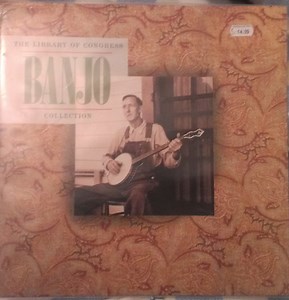 THE LIBRARY OF CONGRESS
BANJO
COLLECTION